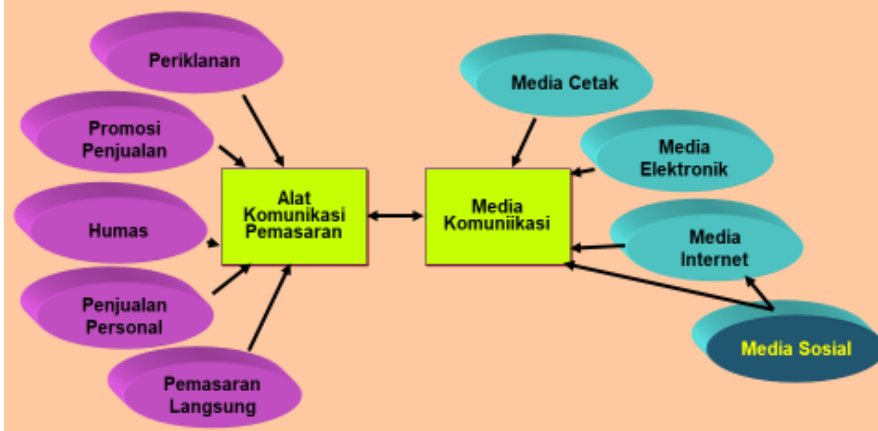 Periklanan
Promosi
Penjualan
Humas
Penjualan
Personal
Pemasaran
Langsung
Alat
Komunikasi
Pemasaran
Media
Komuniikasi
Media Cetak
Media
Elektronik
Media
Internet
Media Sosial